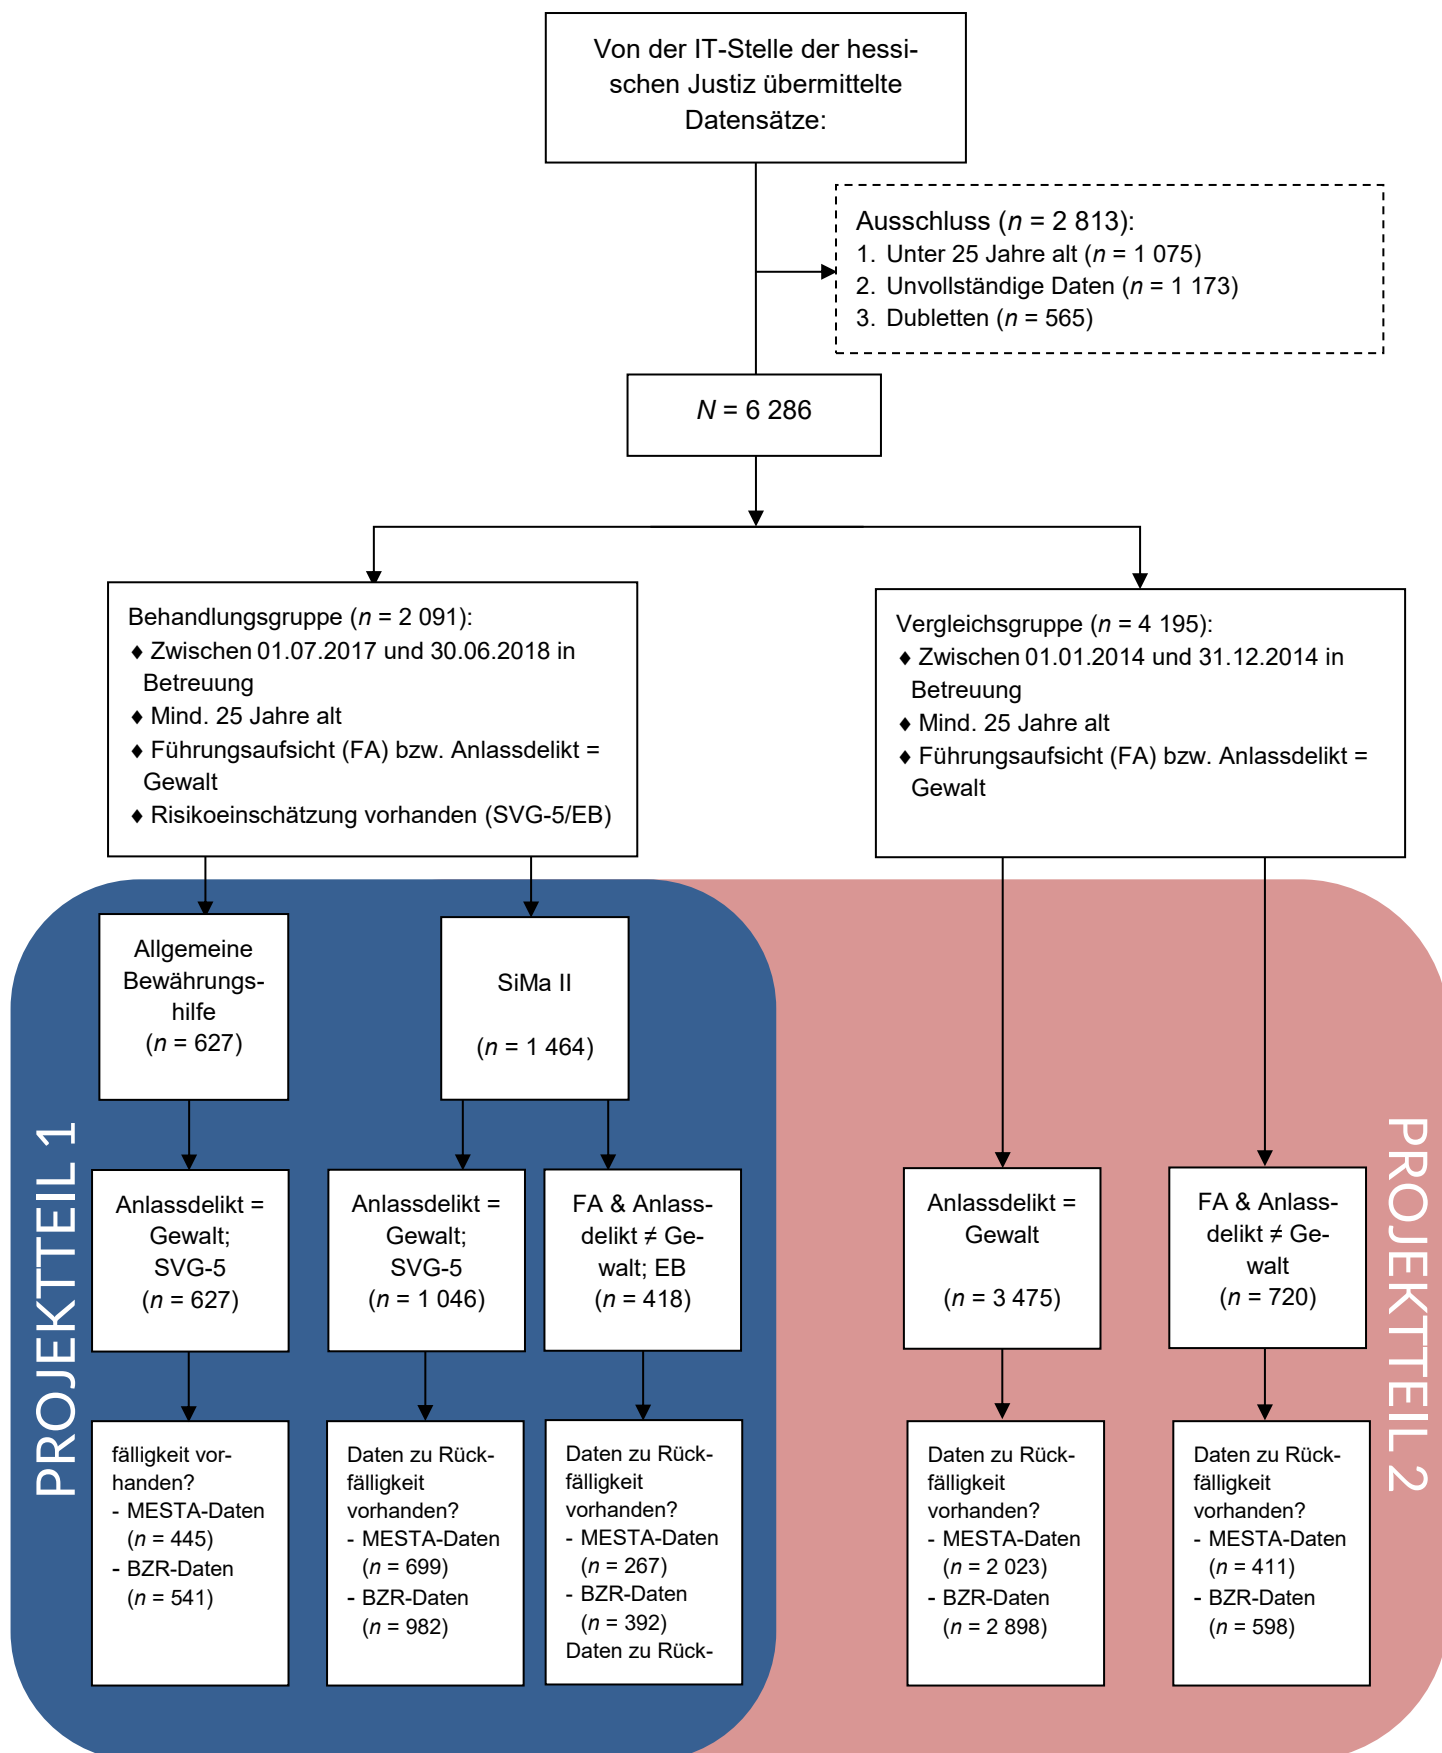 Von der IT-Stelle der hessi-
schen Justiz übermittelte
Datensätze:
Ausschluss (n = 2 813):
1. Unter 25 Jahre alt (n = 1 075)
2. Unvollständige Daten (n = 1 173)
3. Dubletten (n = 565)
N = 6 286
Behandlungsgruppe (n = 2 091):
♦ Zwischen 01.07.2017 und 30.06.2018 in
Betreuung
♦ Mind. 25 Jahre alt
♦ Führungsaufsicht (FA) bzw. Anlassdelikt =
Gewalt
♦ Risikoeinschätzung vorhanden (SVG-5/EB)
Vergleichsgruppe (n = 4 195):
♦ Zwischen 01.01.2014 und 31.12.2014 in
Betreuung
♦ Mind. 25 Jahre alt
♦ Führungsaufsicht (FA) bzw. Anlassdelikt =
Gewalt
PROJEKTTEIL 1
Allgemeine
Bewährungs-
hilfe
(n = 627)
SiMa II
(n = 1 464)
Anlassdelikt =
Gewalt;
SVG-5
(n = 627)
Anlassdelikt =
Gewalt;
SVG-5
(n = 1 046)
FA & Anlass-
delikt ≠ Ge-
walt; EB
(n = 418)
Anlassdelikt =
Gewalt
(n = 3 475)
FA & Anlass-
delikt ≠ Ge-
walt
(n = 720)
PROJEKTTEIL 2
fälligkeit vor-
handen?
- MESTA-Daten
(n = 445)
- BZR-Daten
(n = 541)
Daten zu Rück-
fälligkeit
vorhanden?
- MESTA-Daten
(n = 699)
- BZR-Daten
(n = 982)
Daten zu Rück-
fälligkeit
vorhanden?
- MESTA-Daten
(n = 267)
- BZR-Daten
(n = 392)
Daten zu Rück-
Daten zu Rück-
fälligkeit
vorhanden?
- MESTA-Daten
(n = 2 023)
- BZR-Daten
(n = 2 898)
Daten zu Rück-
fälligkeit
vorhanden?
- MESTA-Daten
(n = 411)
- BZR-Daten
(n = 598)